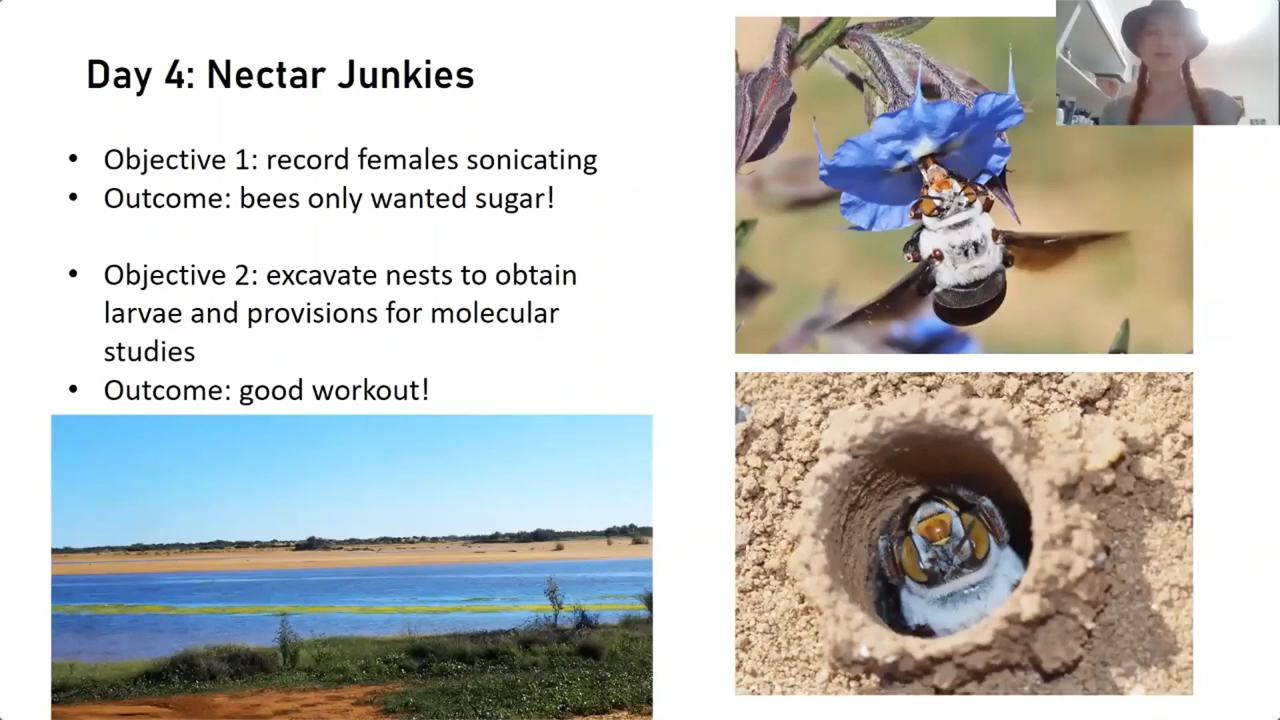 Day 4: Nectar Junkies
• Objective 1: record females sonicating
• Outcome: bees only wanted sugar!
• Objective 2: excavate nests to obtain
larvae and provisions for molecular
studies
• Outcome: good workout!